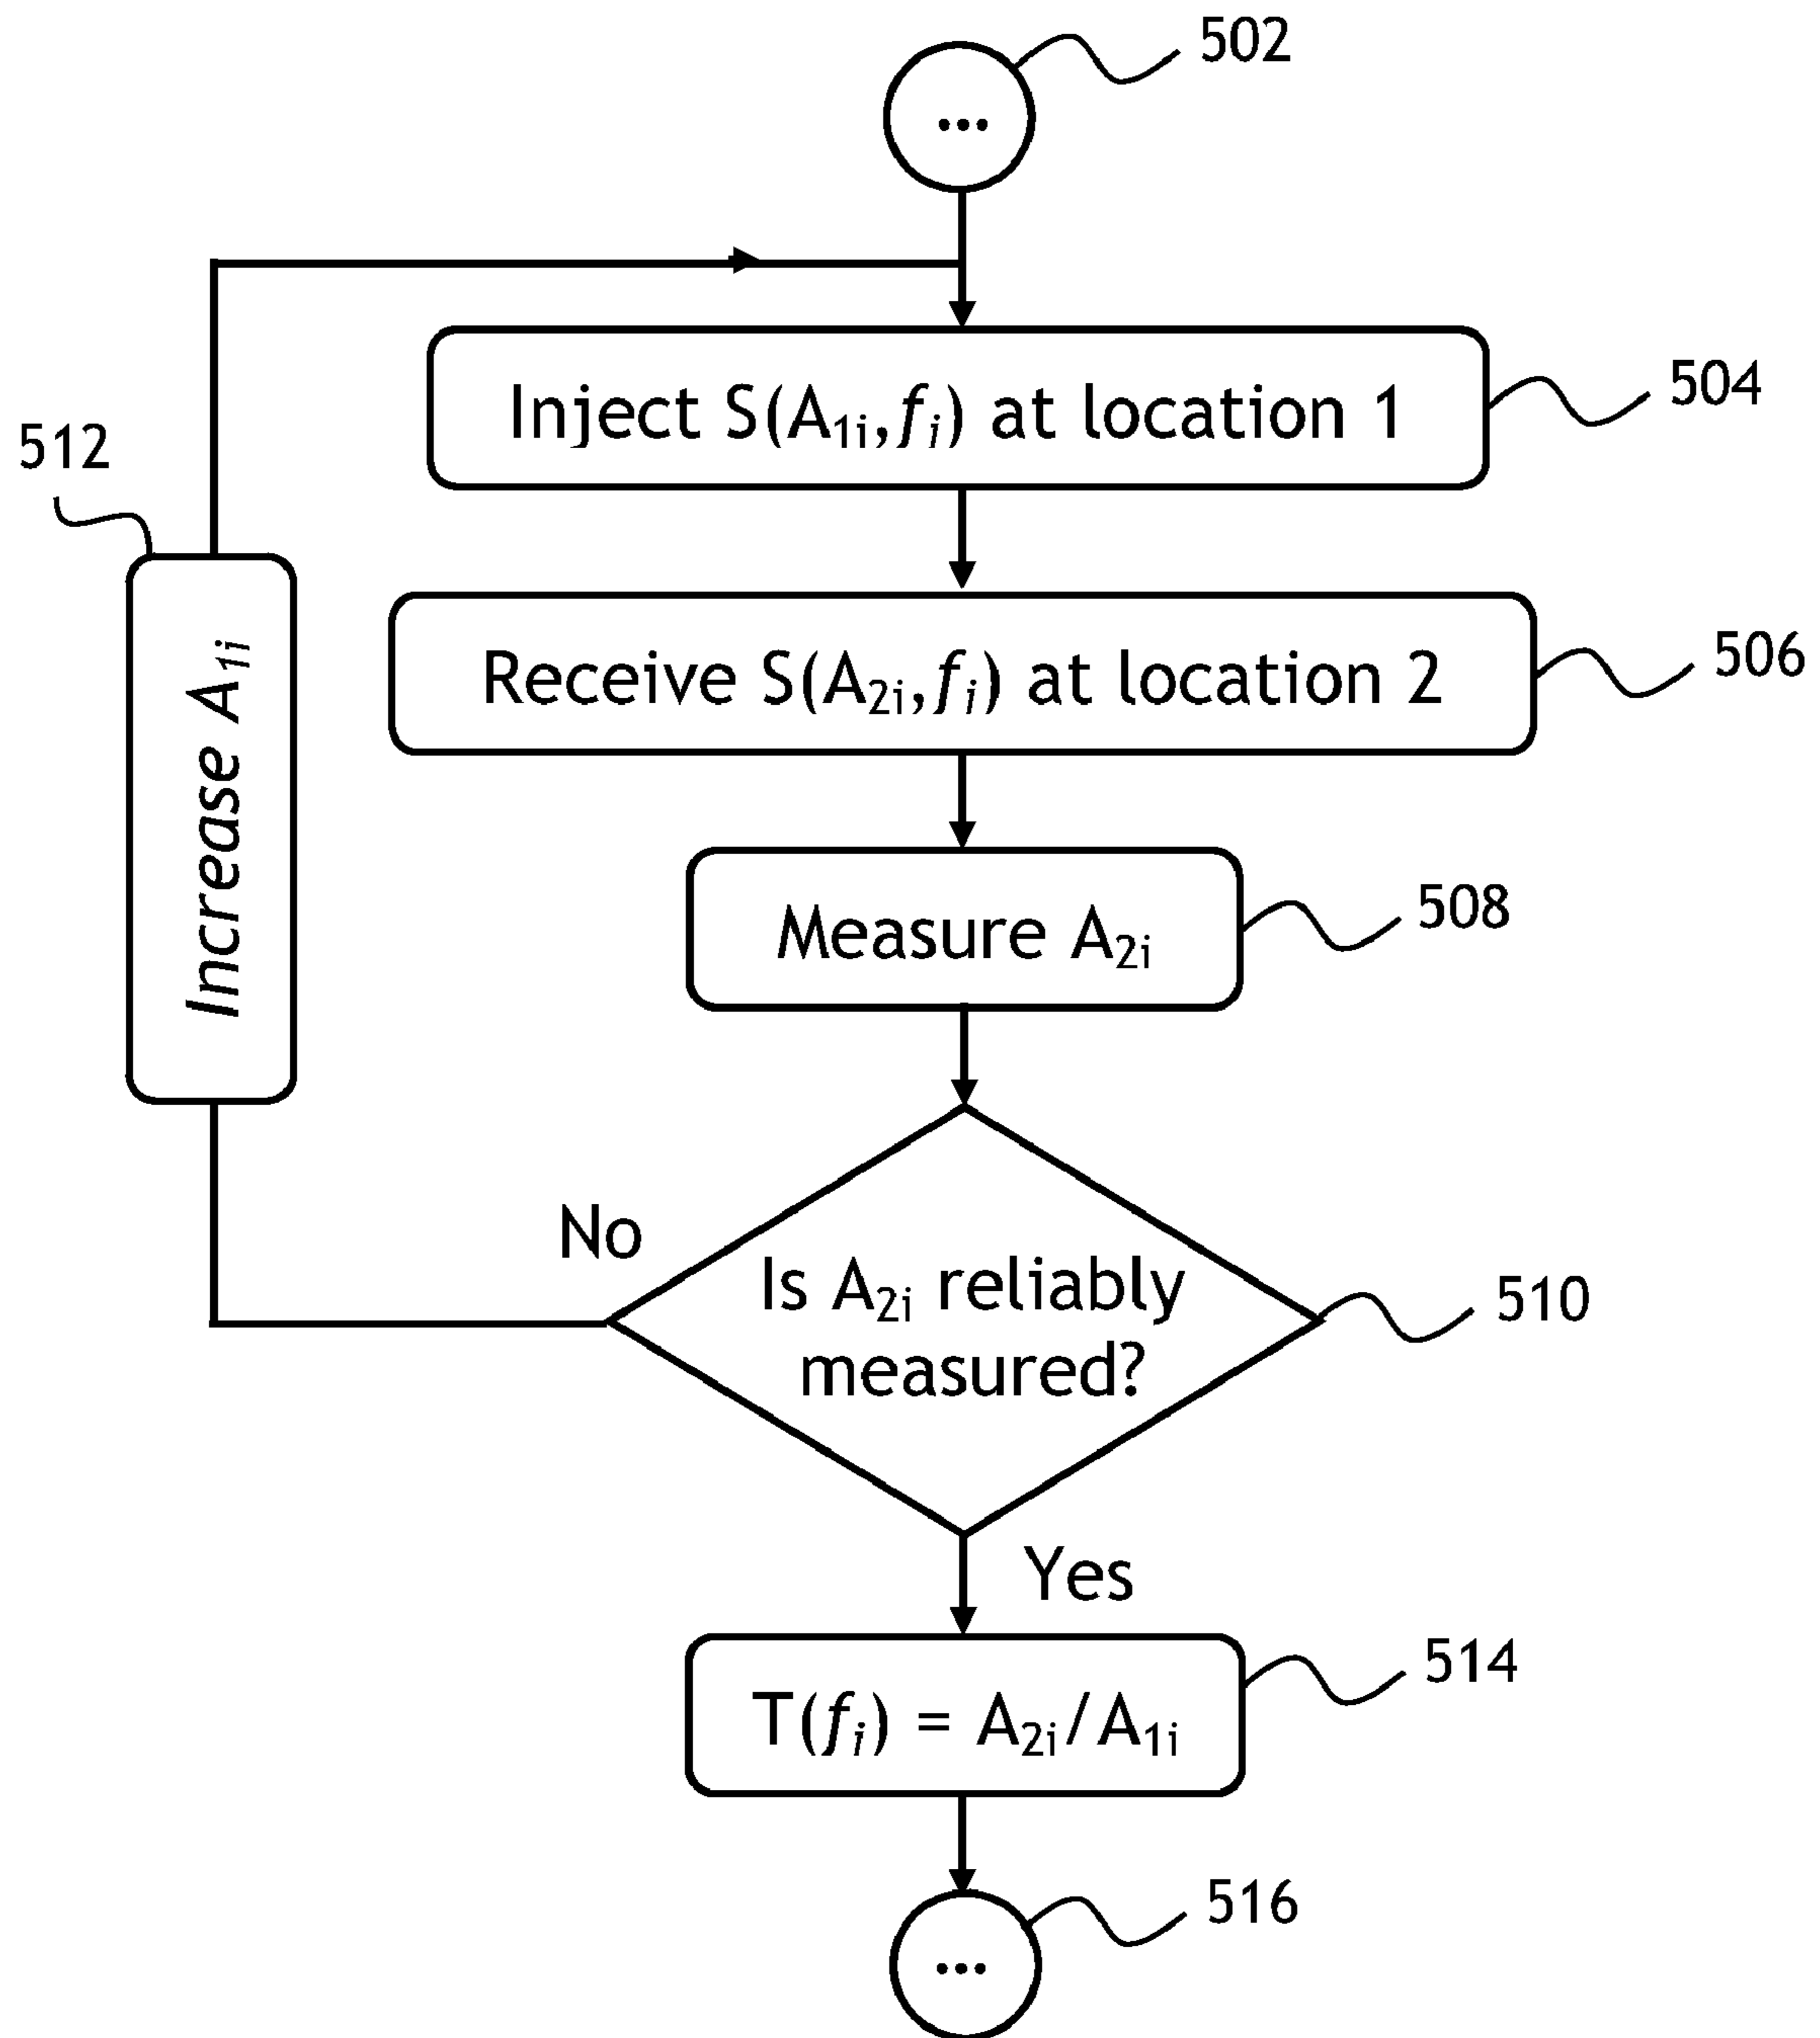 502
...
Inject S(A₁ᵢ,fᵢ) at location 1
504
512
Increase A₁ᵢ
Receive S(A₂ᵢ,fᵢ) at location 2
506
Measure A₂ᵢ
508
No
Is A₂ᵢ reliably
measured?
510
Yes
T(fᵢ) = A₂ᵢ/A₁ᵢ
514
...
516